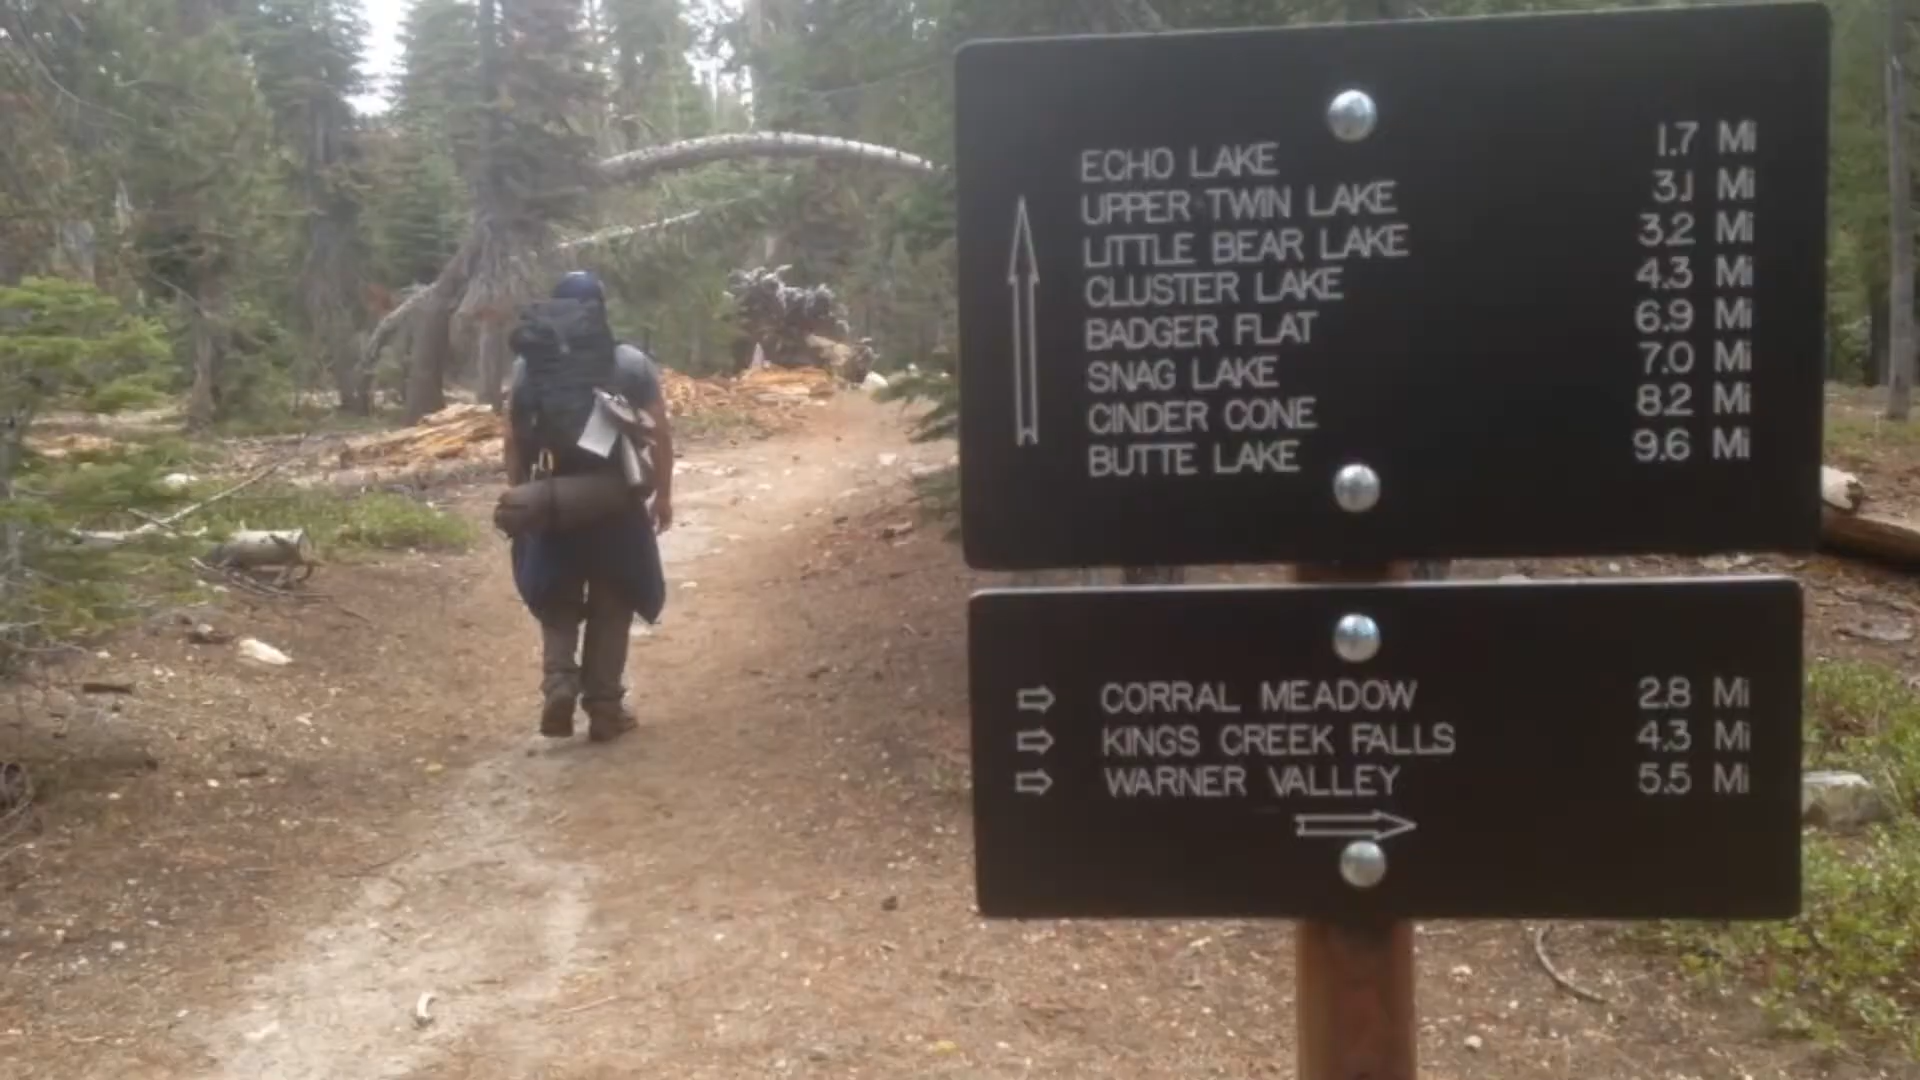 ECHO LAKE 1.7 Mi
UPPER TWIN LAKE 3.1 Mi
LITTLE BEAR LAKE 3.2 Mi
CLUSTER LAKE 4.3 Mi
BADGER FLAT 6.9 Mi
SNAG LAKE 7.0 Mi
CINDER CONE 8.2 Mi
BUTTE LAKE 9.6 Mi
CORRAL MEADOW 2.8 Mi
KINGS CREEK FALLS 4.3 Mi
WARNER VALLEY 5.5 Mi